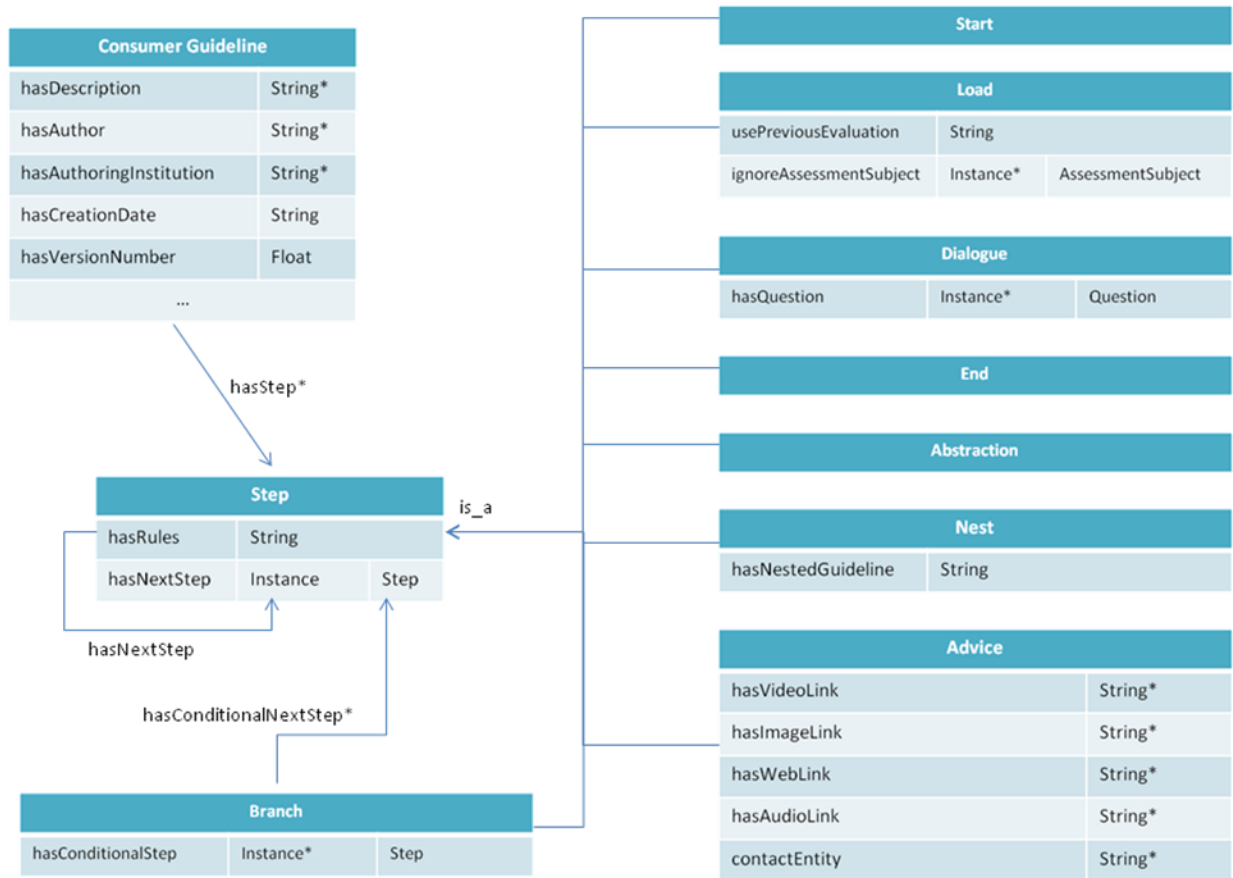 Consumer Guideline
hasDescription String*
hasAuthor String*
hasAuthoringInstitution String*
hasCreationDate String
hasVersionNumber Float
...
hasStep*
Step
hasRules String
hasNextStep Instance Step
hasNextStep
is_a
hasConditionalNextStep*
Branch
hasConditionalStep Instance* Step
Start
Load
usePreviousEvaluation String
ignoreAssessmentSubject Instance* AssessmentSubject
Dialogue
hasQuestion Instance* Question
End
Abstraction
Nest
hasNestedGuideline String
Advice
hasVideoLink String*
hasImageLink String*
hasWebLink String*
hasAudioLink String*
contactEntity String*